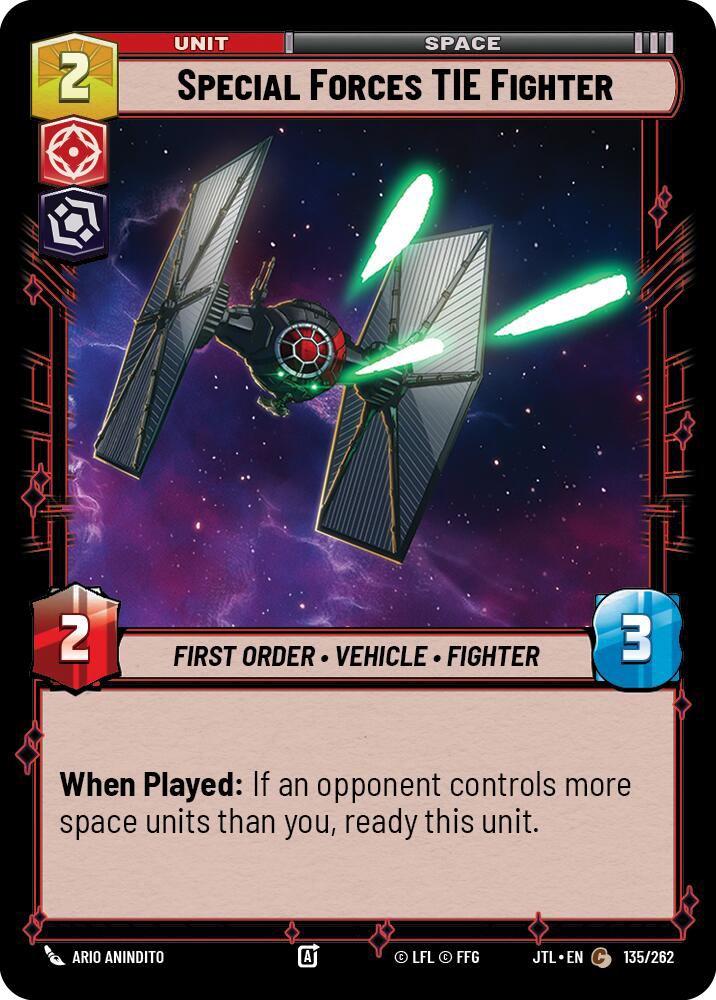 UNIT SPACE
2 SPECIAL FORCES TIE FIGHTER
2 FIRST ORDER • VEHICLE • FIGHTER 3
When Played: If an opponent controls more
space units than you, ready this unit.
ARIO ANINDITO A © LFL © FFG JTL • EN C 135/262